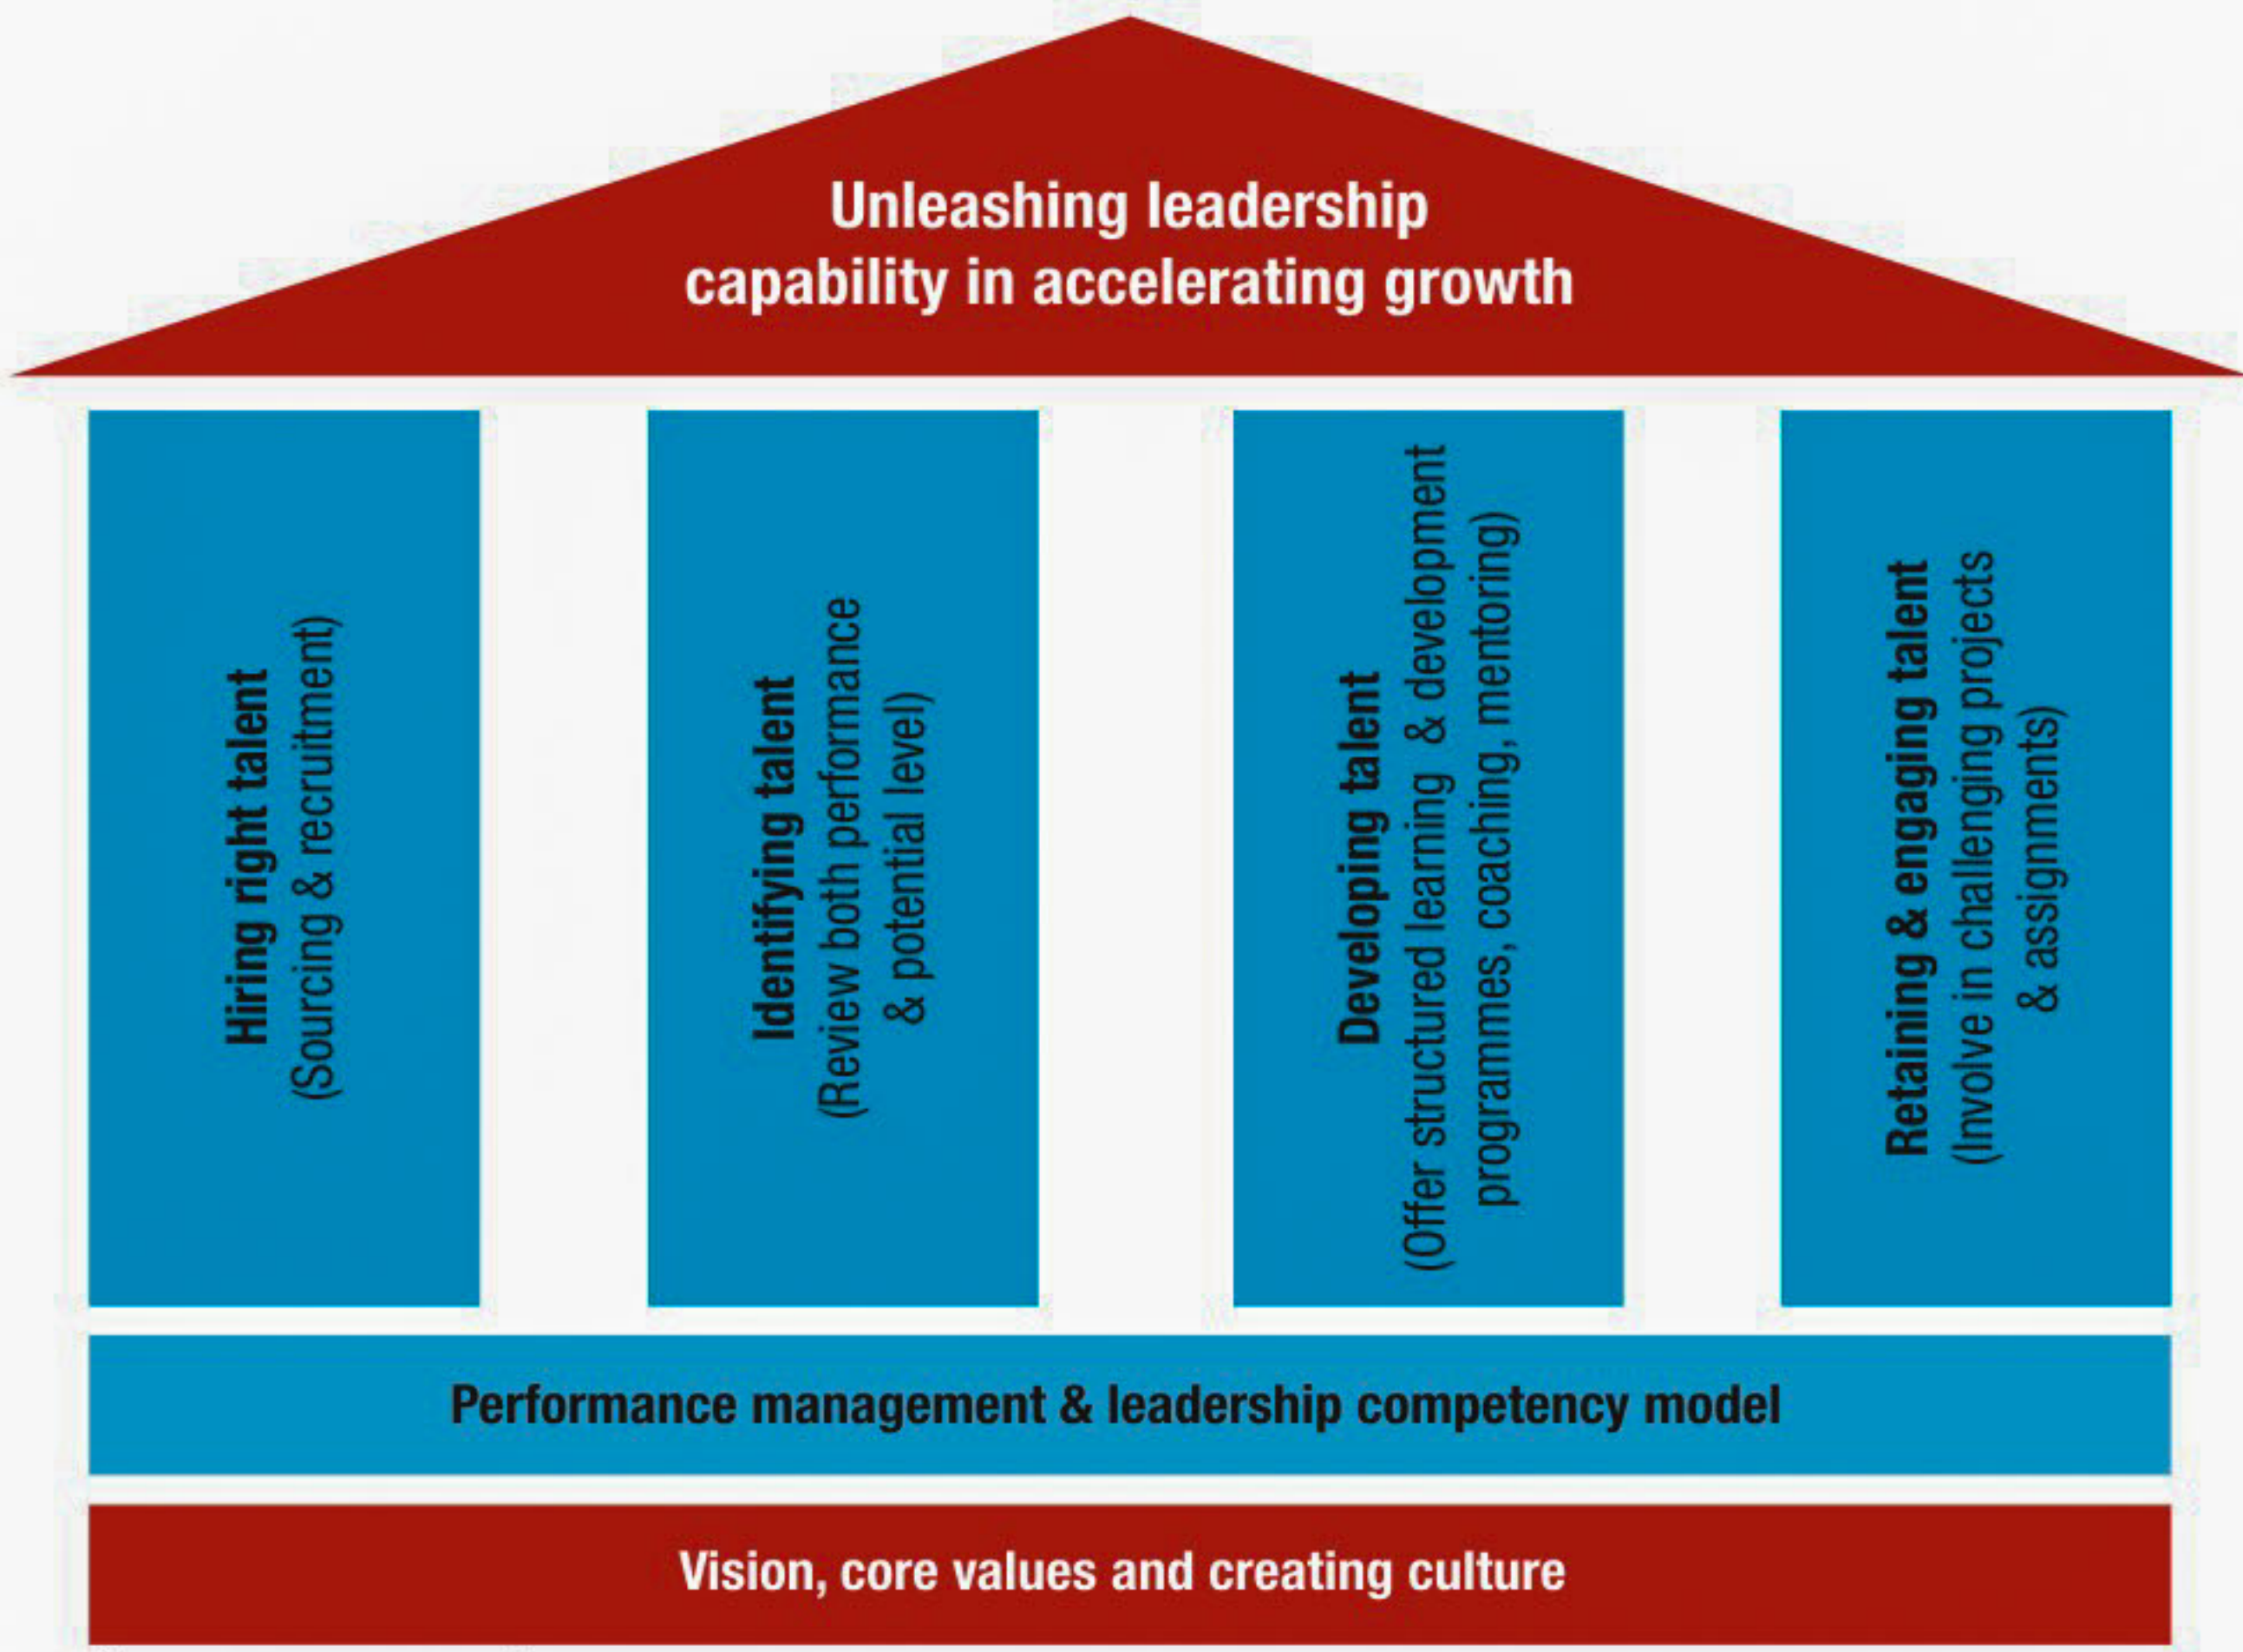 Unleashing leadership
capability in accelerating growth
Hiring right talent
(Sourcing & recruitment)
Identifying talent
(Review both performance
& potential level)
Developing talent
(Offer structured learning & development
programmes, coaching, mentoring)
Retaining & engaging talent
(Involve in challenging projects
& assignments)
Performance management & leadership competency model
Vision, core values and creating culture